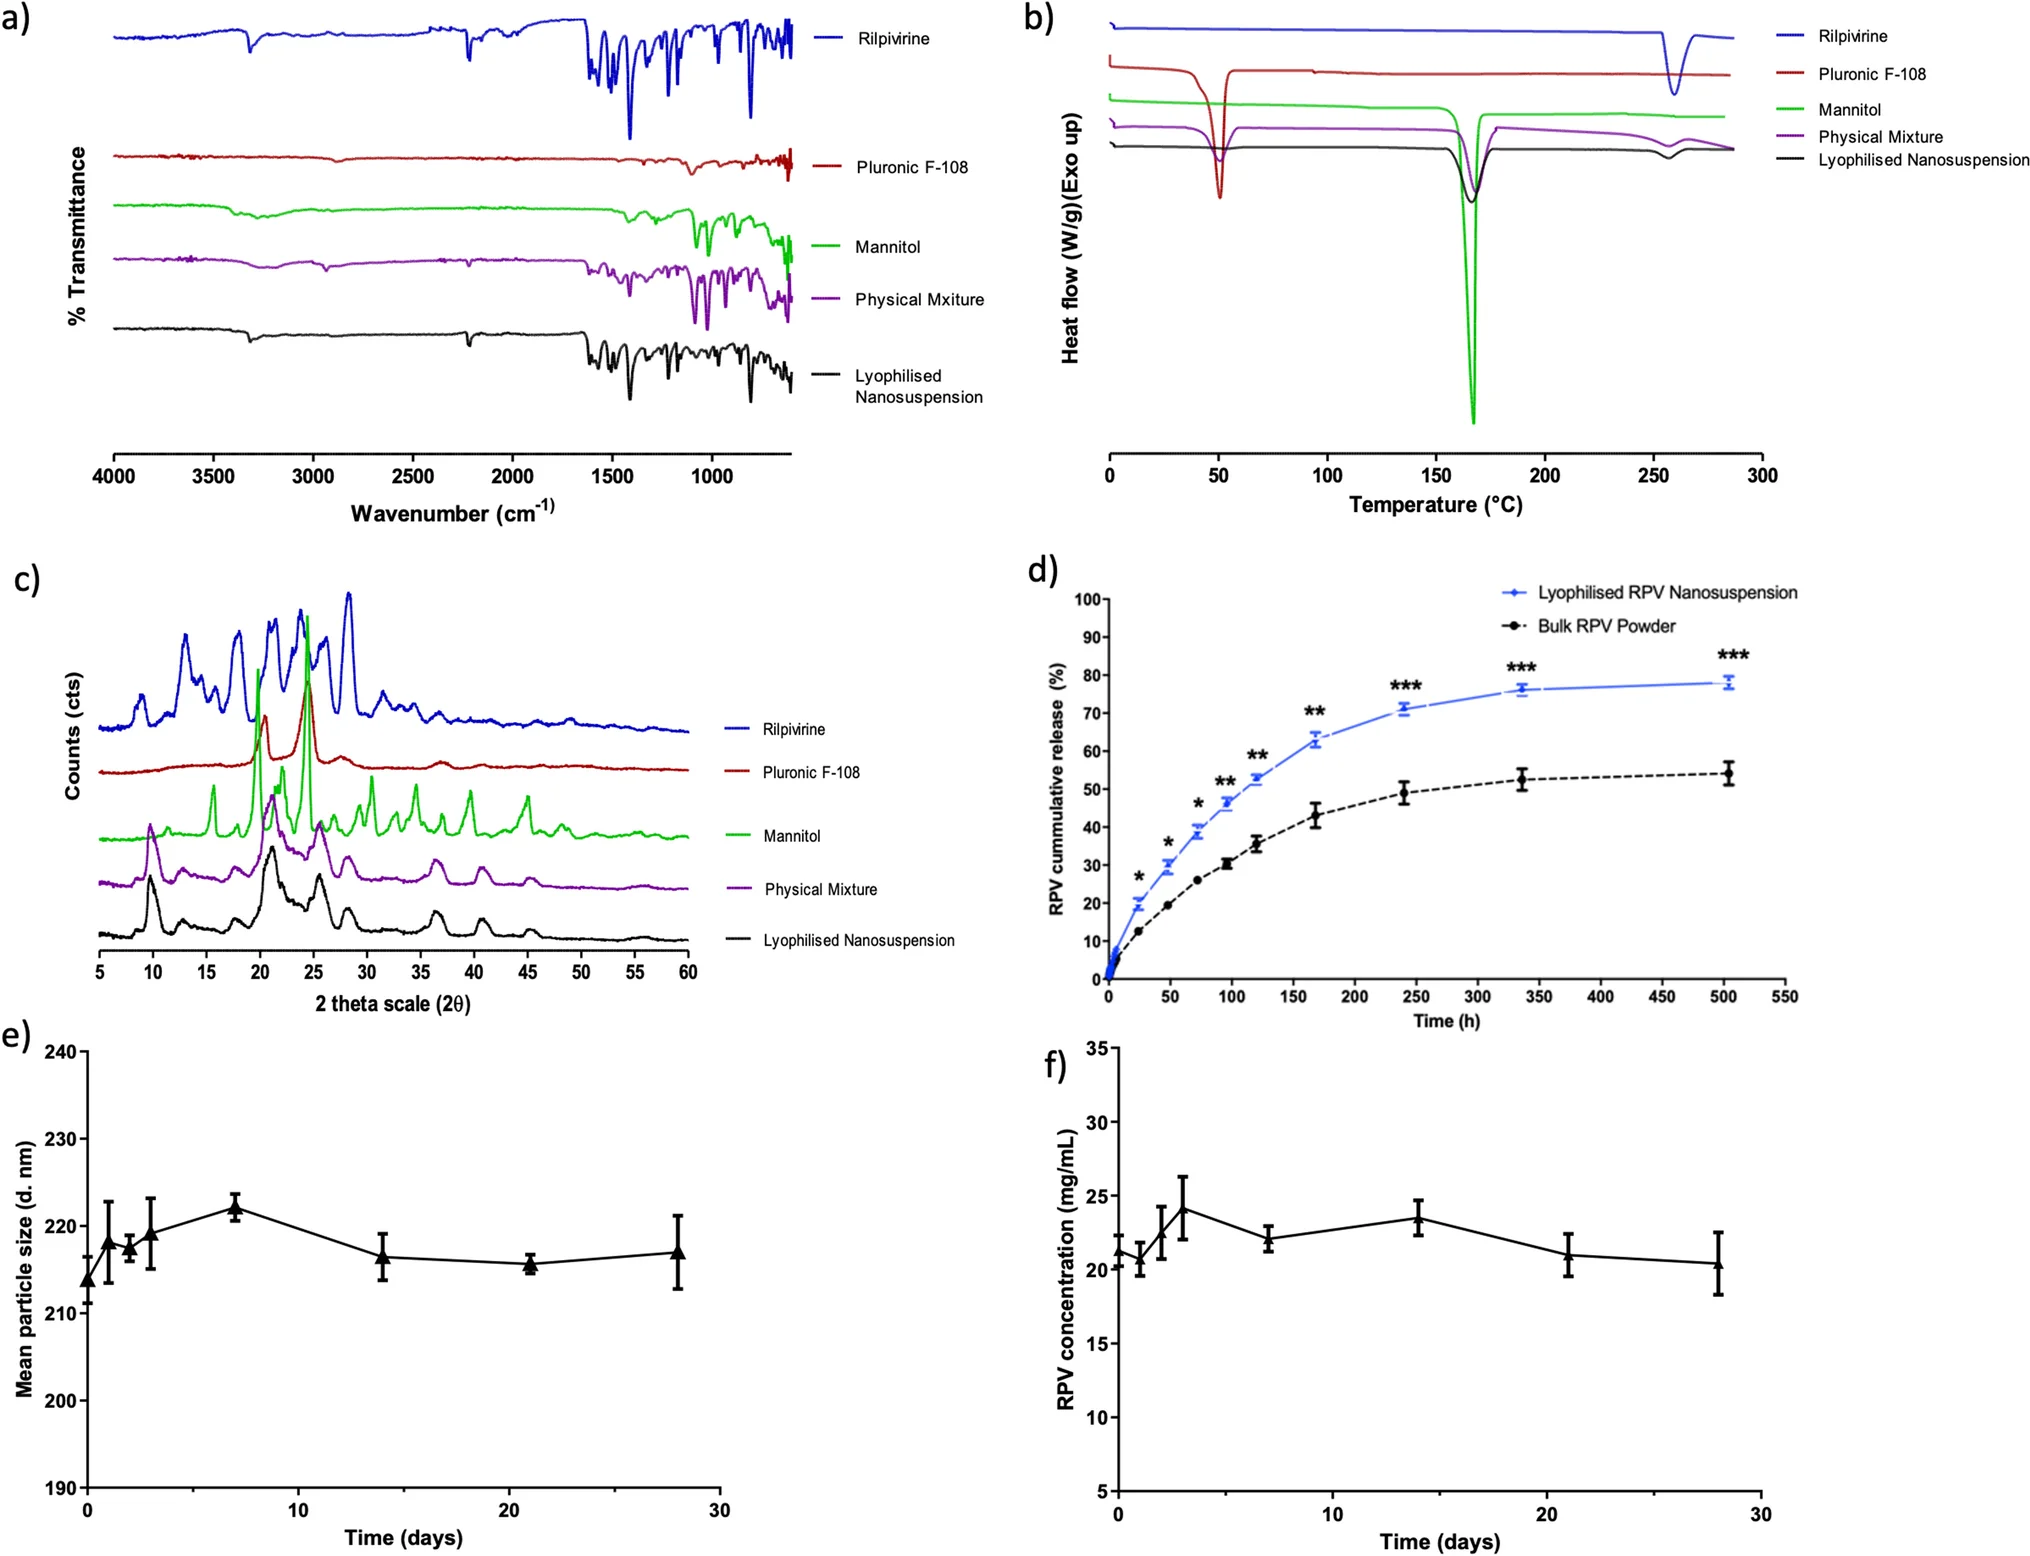 a)
% Transmittance
Rilpivirine
Pluronic F-108
Mannitol
Physical Mxiture
Lyophilised
Nanosuspension
4000 3500 3000 2500 2000 1500 1000
Wavenumber (cm-1)
b)
Heat flow (W/g)(Exo up)
Rilpivirine
Pluronic F-108
Mannitol
Physical Mixture
Lyophilised Nanosuspension
0 50 100 150 200 250 300
Temperature (°C)
c)
Counts (cts)
Rilpivirine
Pluronic F-108
Mannitol
Physical Mixture
Lyophilised Nanosuspension
5 10 15 20 25 30 35 40 45 50 55 60
2 theta scale (2θ)
d)
RPV cumulative release (%)
Lyophilised RPV Nanosuspension
Bulk RPV Powder
100
90
80
70
60
50
40
30
20
10
0
* * * ** ** ** *** *** ***
0 50 100 150 200 250 300 350 400 450 500 550
Time (h)
e)
Mean particle size (d. nm)
240
230
220
210
200
190
0 10 20 30
Time (days)
f)
RPV concentration (mg/mL)
35
30
25
20
15
10
5
0 10 20 30
Time (days)